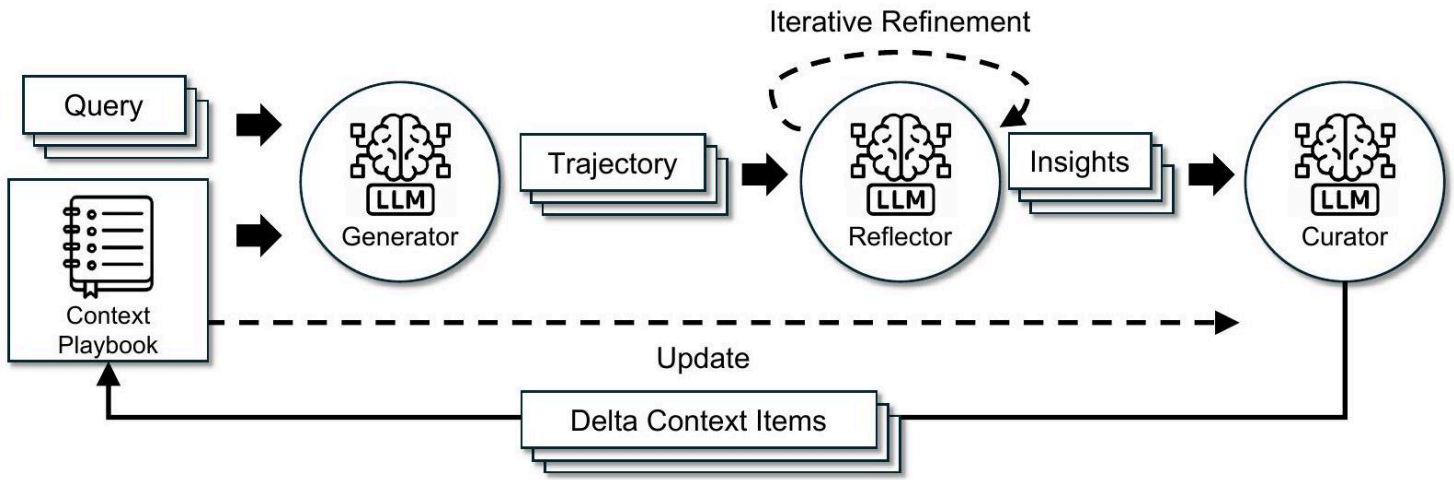 Iterative Refinement
Query
LLM
Generator
Trajectory
LLM
Reflector
Insights
LLM
Curator
Context
Playbook
Update
Delta Context Items